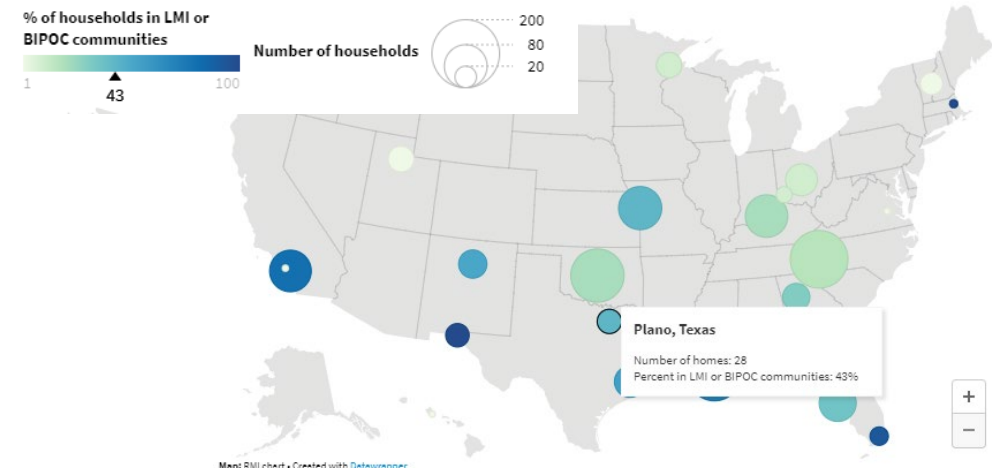 % of households in LMI or
BIPOC communities
1
100
43
Number of households
200
80
20
Plano, Texas
Number of homes: 28
Percent in LMI or BIPOC communities: 43%
+
−
Map: RMI chart • Created with Datawrapper